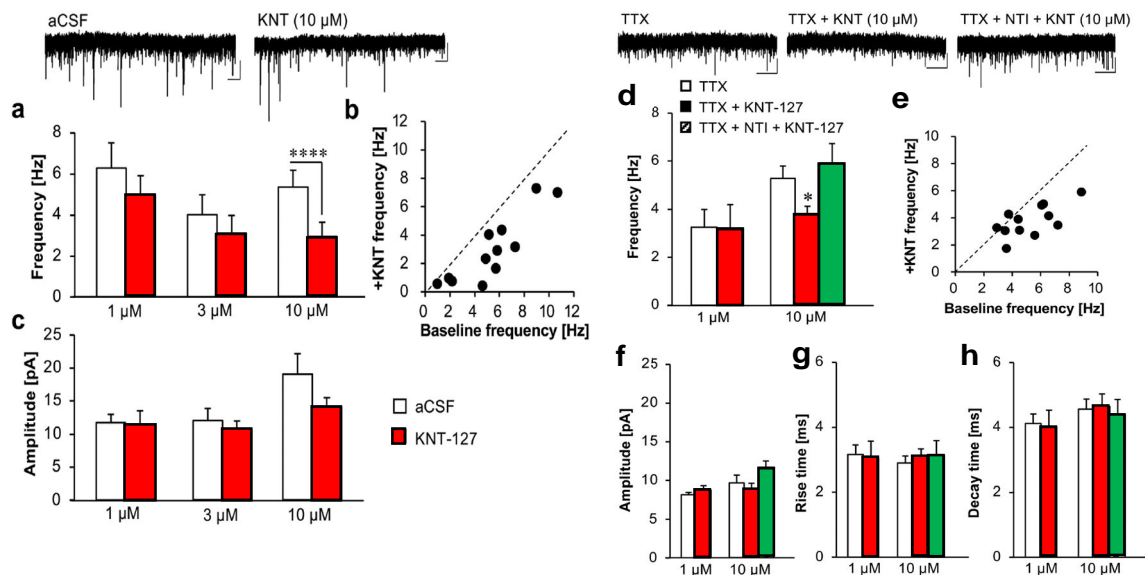 aCSF
KNT (10 µM)
TTX
TTX + KNT (10 µM)
TTX + NTI + KNT (10 µM)
a
Frequency [Hz]
8
6
4
2
0
****
1 µM
3 µM
10 µM
b
+KNT frequency [Hz]
12
10
8
6
4
2
0
0 2 4 6 8 10 12
Baseline frequency [Hz]
c
Amplitude [pA]
25
20
15
10
5
0
1 µM
3 µM
10 µM
aCSF
KNT-127
d
TTX
TTX + KNT-127
TTX + NTI + KNT-127
Frequency [Hz]
8
6
4
2
0
*
1 µM
10 µM
e
+KNT frequency [Hz]
10
8
6
4
2
0
0 2 4 6 8 10
Baseline frequency [Hz]
f
Amplitude [pA]
25
20
15
10
5
0
1 µM
10 µM
g
Rise time [ms]
6
4
2
0
1 µM
10 µM
h
Decay time [ms]
6
4
2
0
1 µM
10 µM